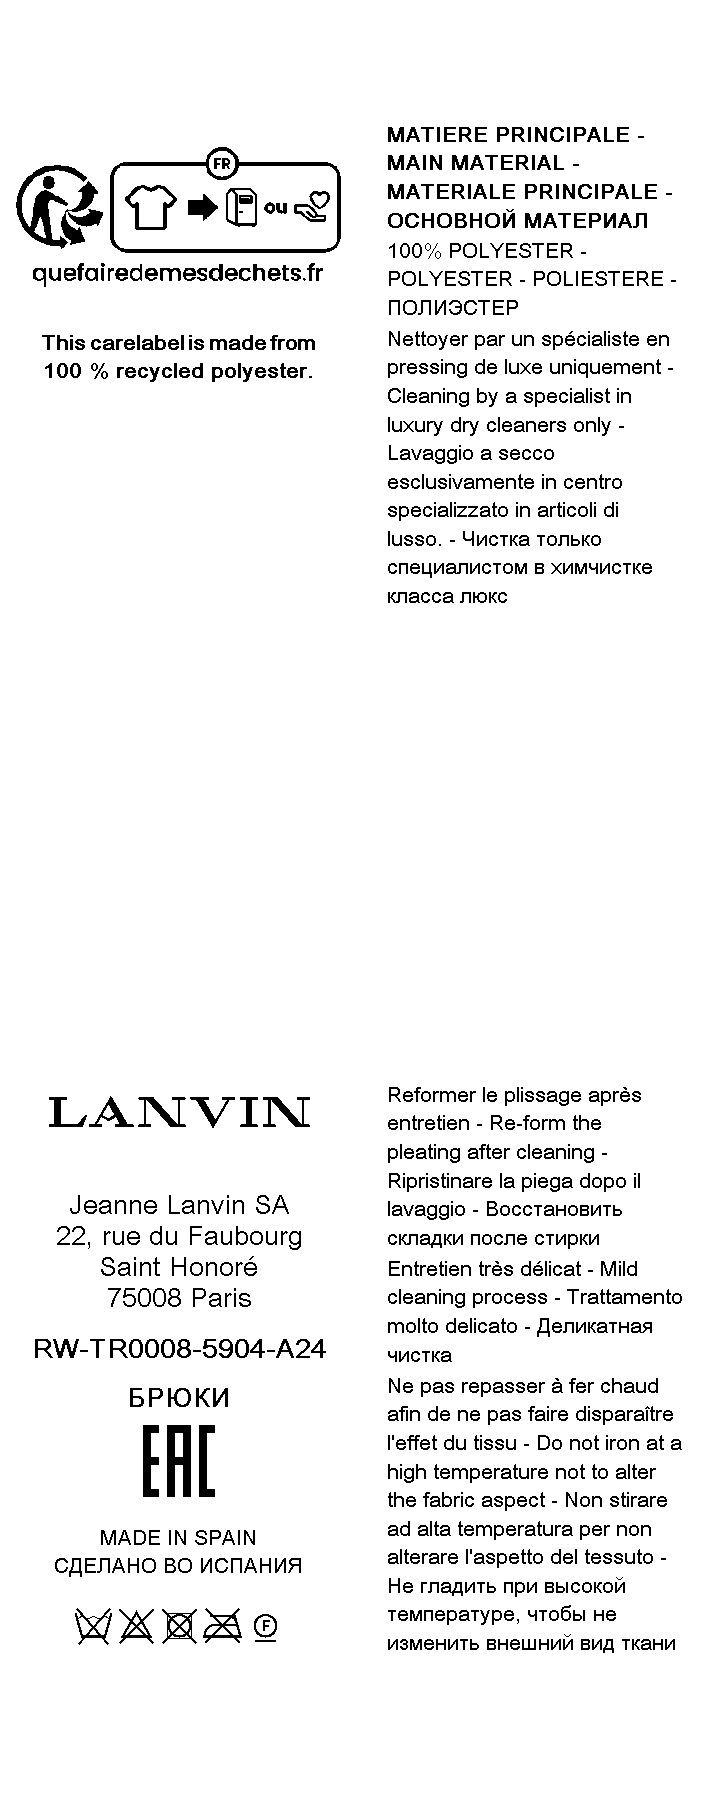 FR
ou
quefairedemesdechets.fr
This carelabel is made from
100 % recycled polyester.
MATIERE PRINCIPALE -
MAIN MATERIAL -
MATERIALE PRINCIPALE -
ОСНОВНОЙ МАТЕРИАЛ
100% POLYESTER -
POLYESTER - POLIESTERE -
ПОЛИЭСТЕР
Nettoyer par un spécialiste en
pressing de luxe uniquement -
Cleaning by a specialist in
luxury dry cleaners only -
Lavaggio a secco
esclusivamente in centro
specializzato in articoli di
lusso. - Чистка только
специалистом в химчистке
класса люкс
LANVIN
Jeanne Lanvin SA
22, rue du Faubourg
Saint Honoré
75008 Paris
RW-TR0008-5904-A24
БРЮКИ
EAC
MADE IN SPAIN
СДЕЛАНО ВО ИСПАНИЯ
F
Reformer le plissage après
entretien - Re-form the
pleating after cleaning -
Ripristinare la piega dopo il
lavaggio - Восстановить
складки после стирки
Entretien très délicat - Mild
cleaning process - Trattamento
molto delicato - Деликатная
чистка
Ne pas repasser à fer chaud
afin de ne pas faire disparaître
l'effet du tissu - Do not iron at a
high temperature not to alter
the fabric aspect - Non stirare
ad alta temperatura per non
alterare l'aspetto del tessuto -
Не гладить при высокой
температуре, чтобы не
изменить внешний вид ткани